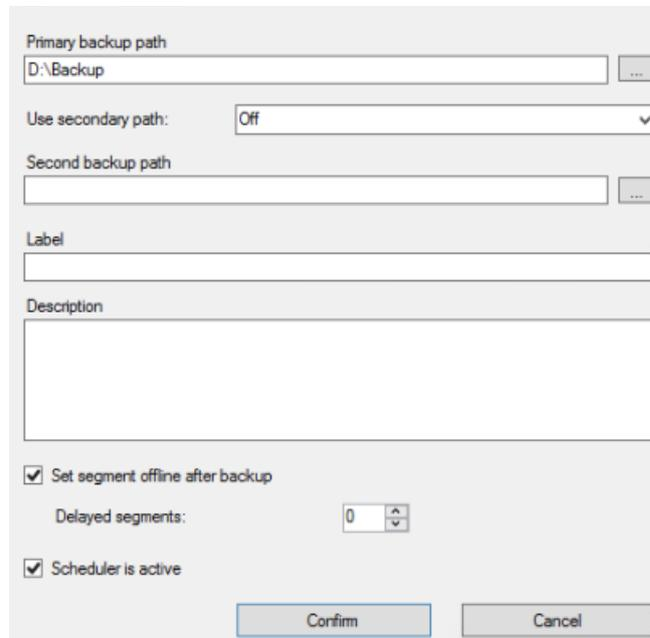 Primary backup path
D:\Backup
...
Use secondary path:
Off
Second backup path
...
Label
Description
Set segment offline after backup
Delayed segments:
0
Scheduler is active
Confirm
Cancel